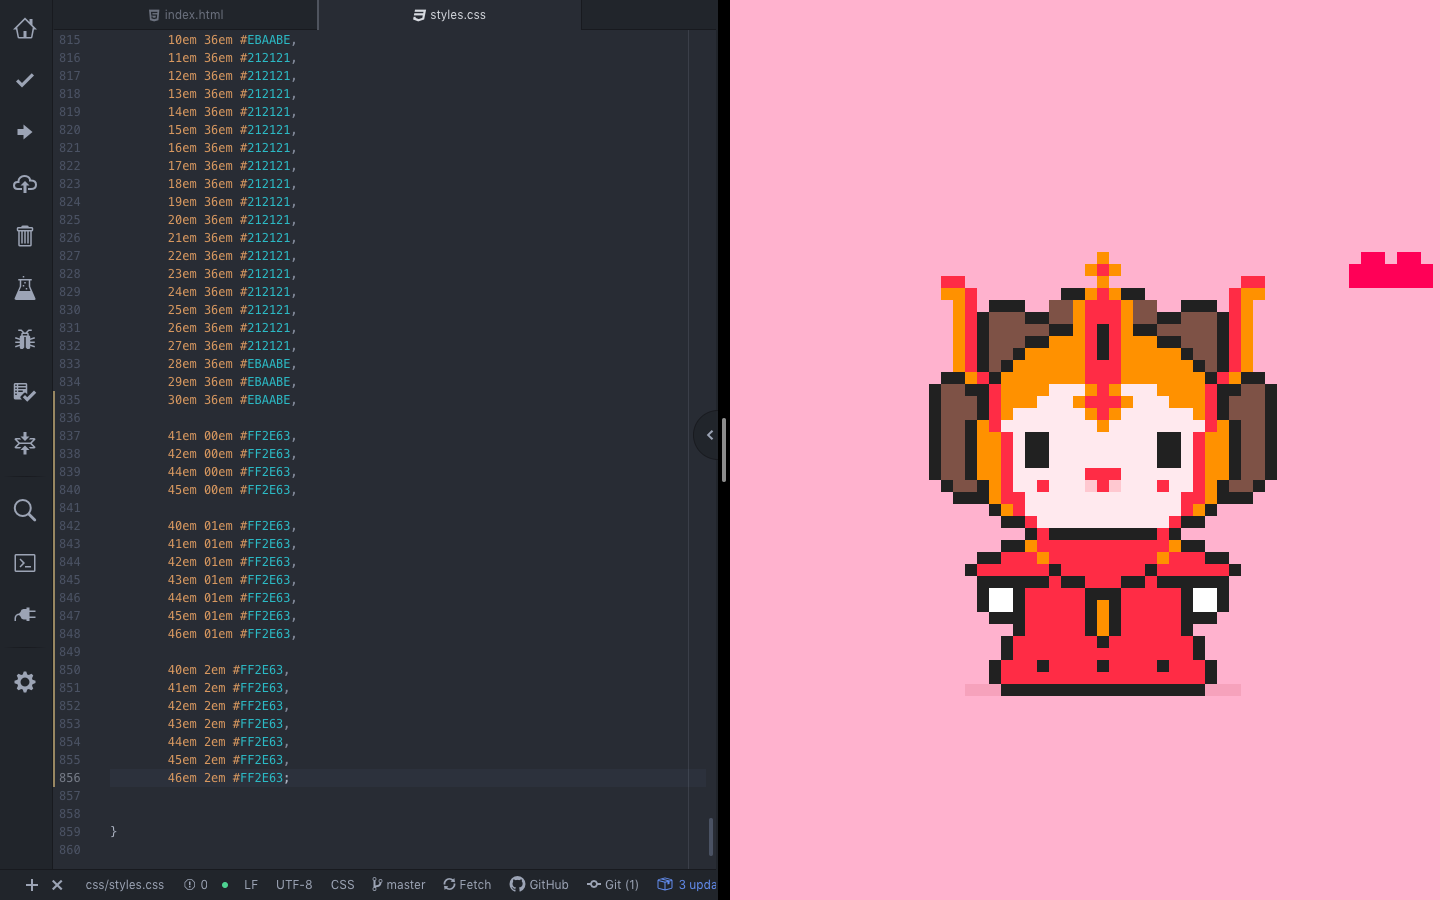 index.html
styles.css
815 10em 36em #EBAABE,
816 11em 36em #212121,
817 12em 36em #212121,
818 13em 36em #212121,
819 14em 36em #212121,
820 15em 36em #212121,
821 16em 36em #212121,
822 17em 36em #212121,
823 18em 36em #212121,
824 19em 36em #212121,
825 20em 36em #212121,
826 21em 36em #212121,
827 22em 36em #212121,
828 23em 36em #212121,
829 24em 36em #212121,
830 25em 36em #212121,
831 26em 36em #212121,
832 27em 36em #212121,
833 28em 36em #EBAABE,
834 29em 36em #EBAABE,
835 30em 36em #EBAABE,
836
837 41em 00em #FF2E63,
838 42em 00em #FF2E63,
839 44em 00em #FF2E63,
840 45em 00em #FF2E63,
841
842 40em 01em #FF2E63,
843 41em 01em #FF2E63,
844 42em 01em #FF2E63,
845 43em 01em #FF2E63,
846 44em 01em #FF2E63,
847 45em 01em #FF2E63,
848 46em 01em #FF2E63,
849
850 40em 2em #FF2E63,
851 41em 2em #FF2E63,
852 42em 2em #FF2E63,
853 43em 2em #FF2E63,
854 44em 2em #FF2E63,
855 45em 2em #FF2E63,
856 46em 2em #FF2E63;
857
858
859 }
860
css/styles.css 0 LF UTF-8 CSS master Fetch GitHub Git (1) 3 upda